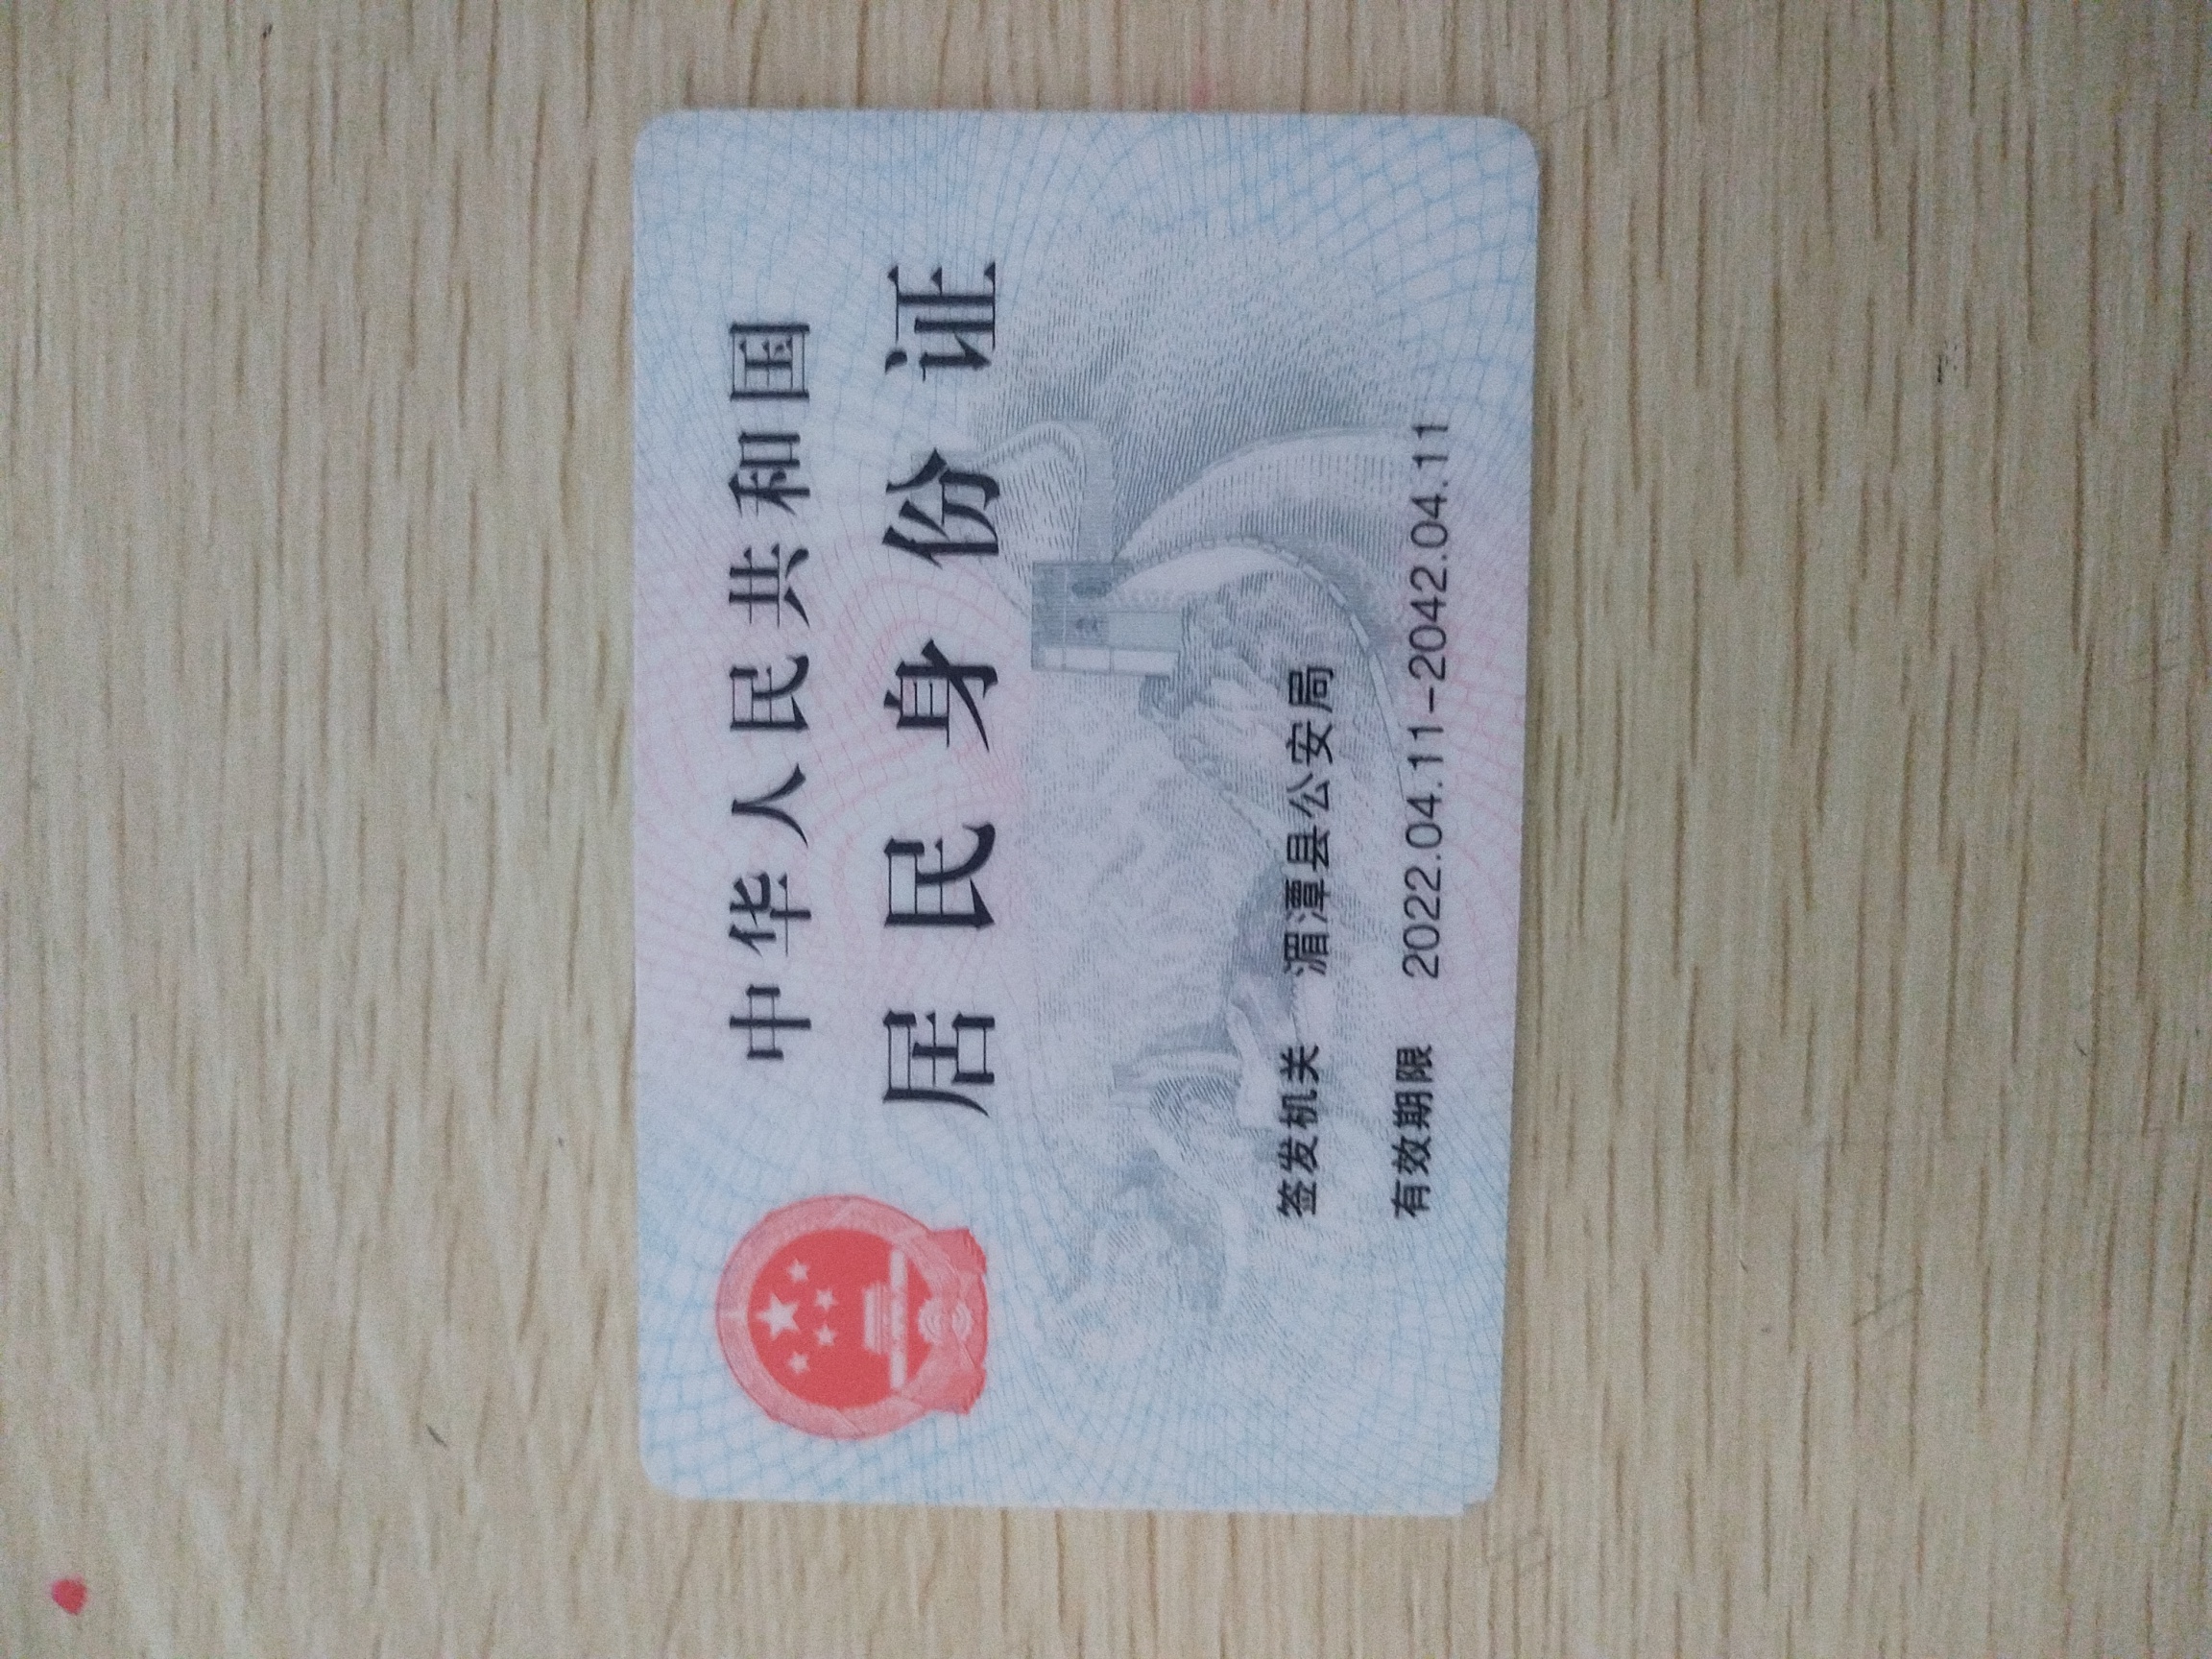 中华人民共和国
居民身份证
签发机关 湄潭县公安局
有效期限 2022.04.11-2042.04.11